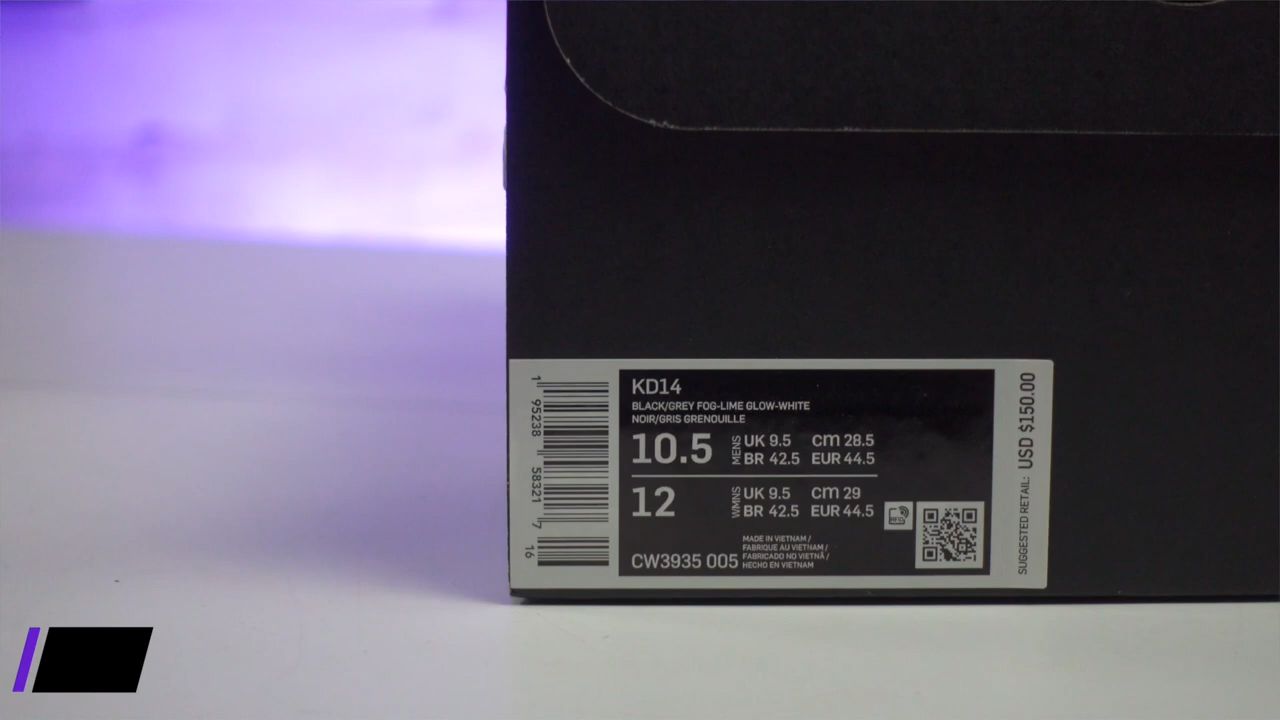 KD14
BLACK/GREY FOG-LIME GLOW-WHITE
NOIR/GRIS GRENOUILLE
10.5 MENS UK 9.5 cm 28.5
BR 42.5 EUR 44.5
12 WMNS UK 9.5 cm 29
BR 42.5 EUR 44.5
CW3935 005
MADE IN VIETNAM /
FABRIQUE AU VIETNAM /
FABRICADO NO VIETNÃ /
HECHO EN VIETNAM
RFID
1 95238 58321 7 16
SUGGESTED RETAIL: USD $150.00